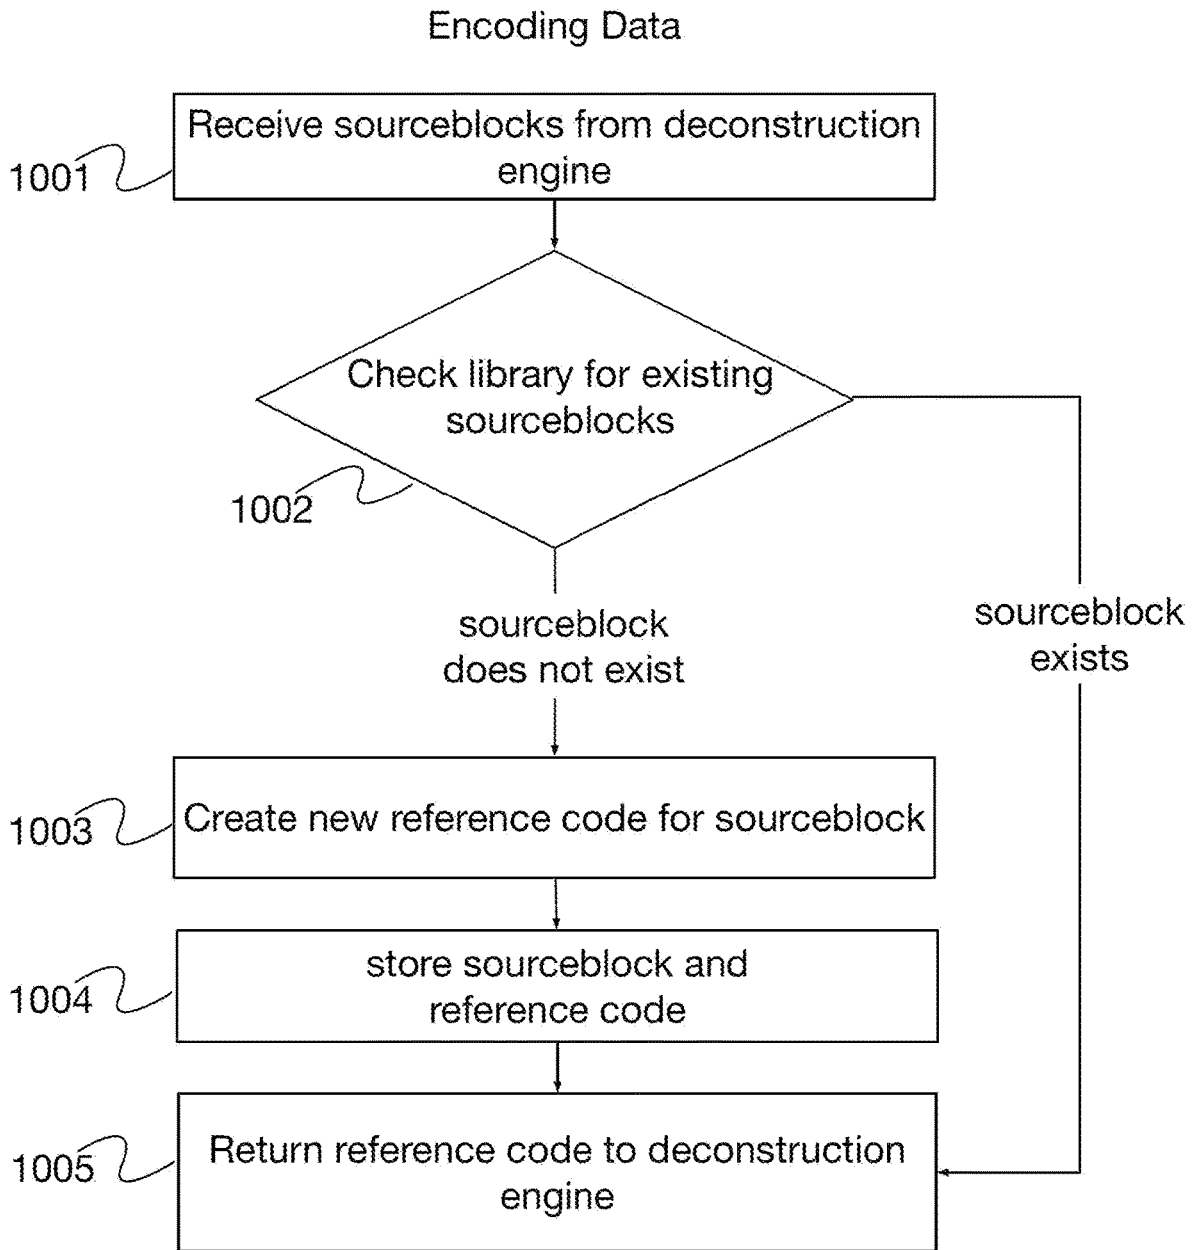 Encoding Data
Receive sourceblocks from deconstruction
engine
1001
Check library for existing
sourceblocks
1002
sourceblock
does not exist
sourceblock
exists
1003
Create new reference code for sourceblock
store sourceblock and
reference code
1004
Return reference code to deconstruction
engine
1005